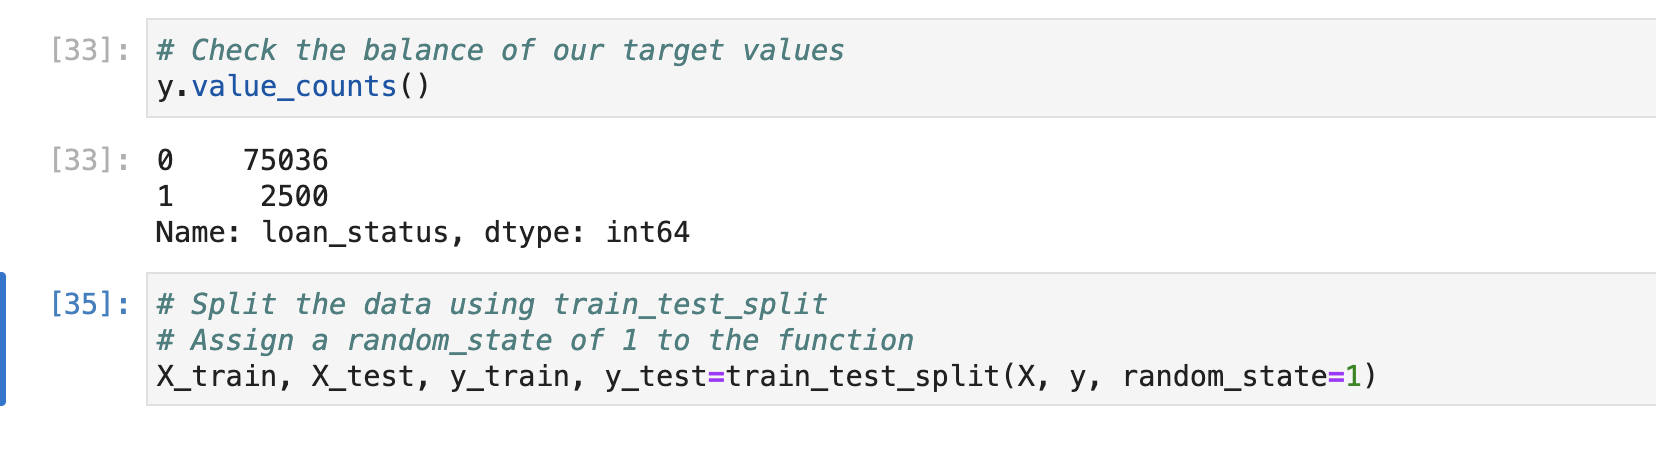 [33]: # Check the balance of our target values
y.value_counts()
[33]: 0    75036
1     2500
Name: loan_status, dtype: int64
[35]: # Split the data using train_test_split
# Assign a random_state of 1 to the function
X_train, X_test, y_train, y_test=train_test_split(X, y, random_state=1)